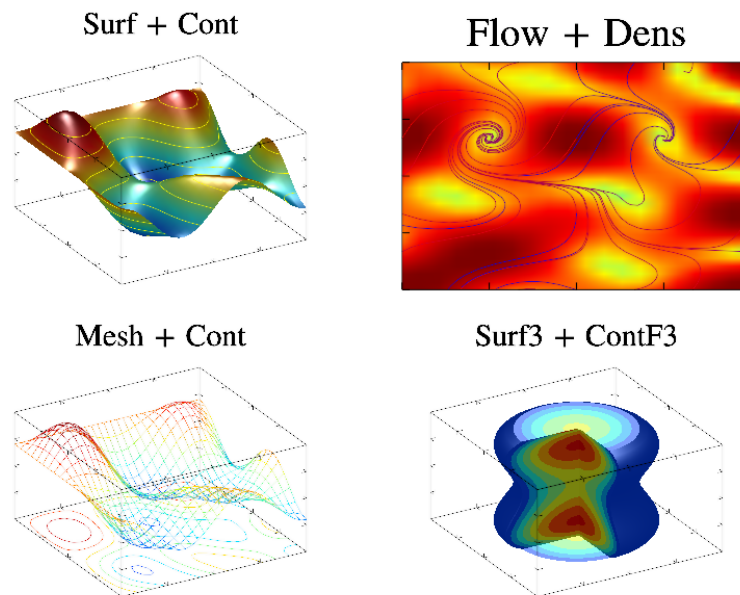 Surf + Cont
Flow + Dens
Mesh + Cont
Surf3 + ContF3